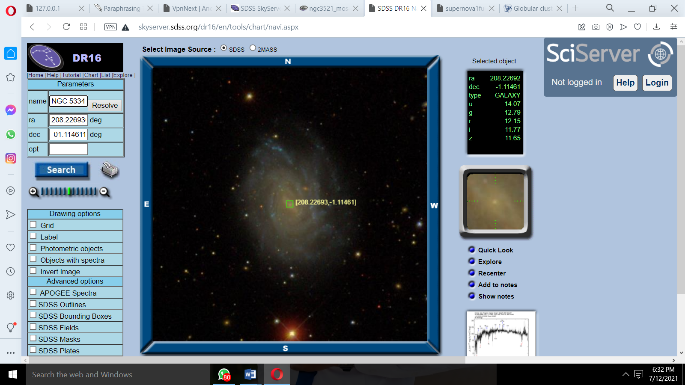 127.0.0.1
Paraphrasing
VpnNext | An
SDSS SkySer
ngc3521_mos
SDSS DR16 N
supernova1h
Globular clust
VPN
skyserver.sdss.org/dr16/en/tools/chart/navi.aspx
DR16
Home | Help | Tutorial | Chart | List | Explore
Parameters
name NGC 5334 Resolve
ra 208.22693 deg
dec -01.114611 deg
opt
Search
Drawing options
Grid
Label
Photometric objects
Objects with spectra
Invert Image
Advanced options
APOGEE Spectra
SDSS Outlines
SDSS Bounding Boxes
SDSS Fields
SDSS Masks
SDSS Plates
Select Image Source : SDSS 2MASS
N
E
W
S
[208.22693,-1.11461]
Selected object
ra 208.22692
dec -1.11461
type GALAXY
u 14.07
g 12.79
r 12.15
i 11.77
z 11.65
Quick Look
Explore
Recenter
Add to notes
Show notes
SciServer
Not logged in Help Login
Search the web and Windows
6:32 PM
7/12/2021